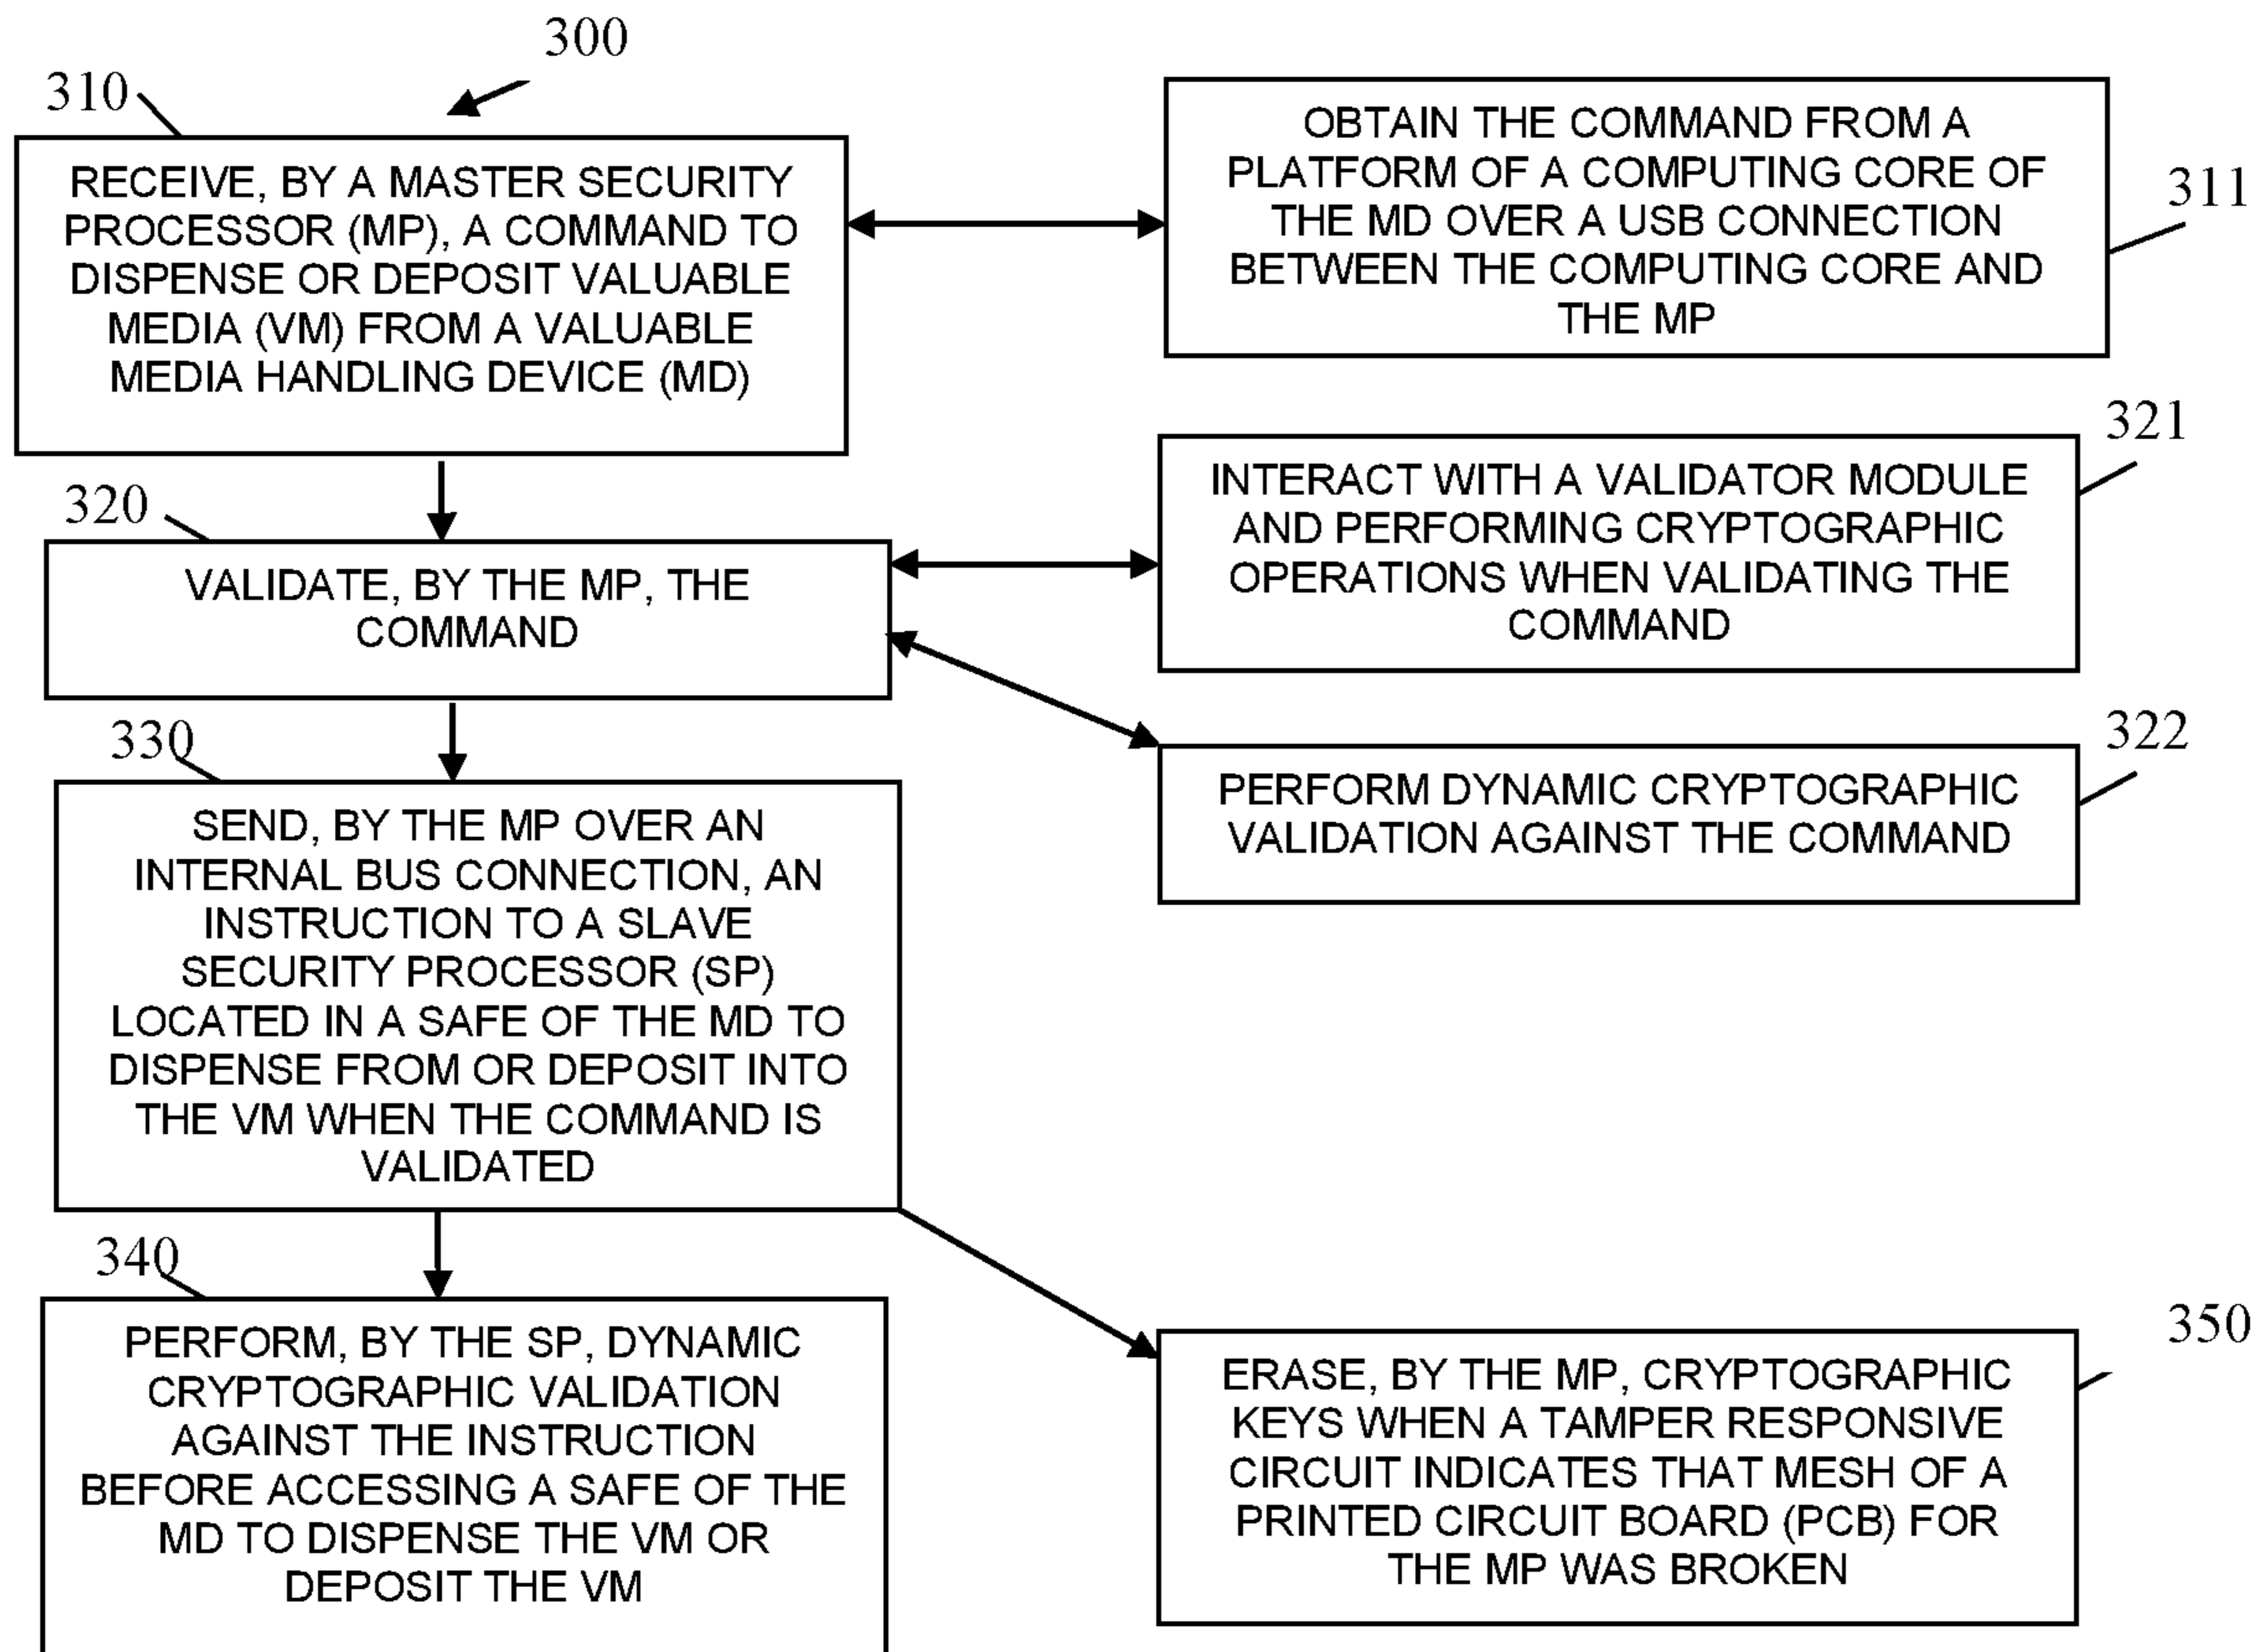 300
310
RECEIVE, BY A MASTER SECURITY
PROCESSOR (MP), A COMMAND TO
DISPENSE OR DEPOSIT VALUABLE
MEDIA (VM) FROM A VALUABLE
MEDIA HANDLING DEVICE (MD)
OBTAIN THE COMMAND FROM A
PLATFORM OF A COMPUTING CORE OF
THE MD OVER A USB CONNECTION
BETWEEN THE COMPUTING CORE AND
THE MP
311
320
VALIDATE, BY THE MP, THE
COMMAND
321
INTERACT WITH A VALIDATOR MODULE
AND PERFORMING CRYPTOGRAPHIC
OPERATIONS WHEN VALIDATING THE
COMMAND
322
PERFORM DYNAMIC CRYPTOGRAPHIC
VALIDATION AGAINST THE COMMAND
330
SEND, BY THE MP OVER AN
INTERNAL BUS CONNECTION, AN
INSTRUCTION TO A SLAVE
SECURITY PROCESSOR (SP)
LOCATED IN A SAFE OF THE MD TO
DISPENSE FROM OR DEPOSIT INTO
THE VM WHEN THE COMMAND IS
VALIDATED
340
PERFORM, BY THE SP, DYNAMIC
CRYPTOGRAPHIC VALIDATION
AGAINST THE INSTRUCTION
BEFORE ACCESSING A SAFE OF THE
MD TO DISPENSE THE VM OR
DEPOSIT THE VM
350
ERASE, BY THE MP, CRYPTOGRAPHIC
KEYS WHEN A TAMPER RESPONSIVE
CIRCUIT INDICATES THAT MESH OF A
PRINTED CIRCUIT BOARD (PCB) FOR
THE MP WAS BROKEN